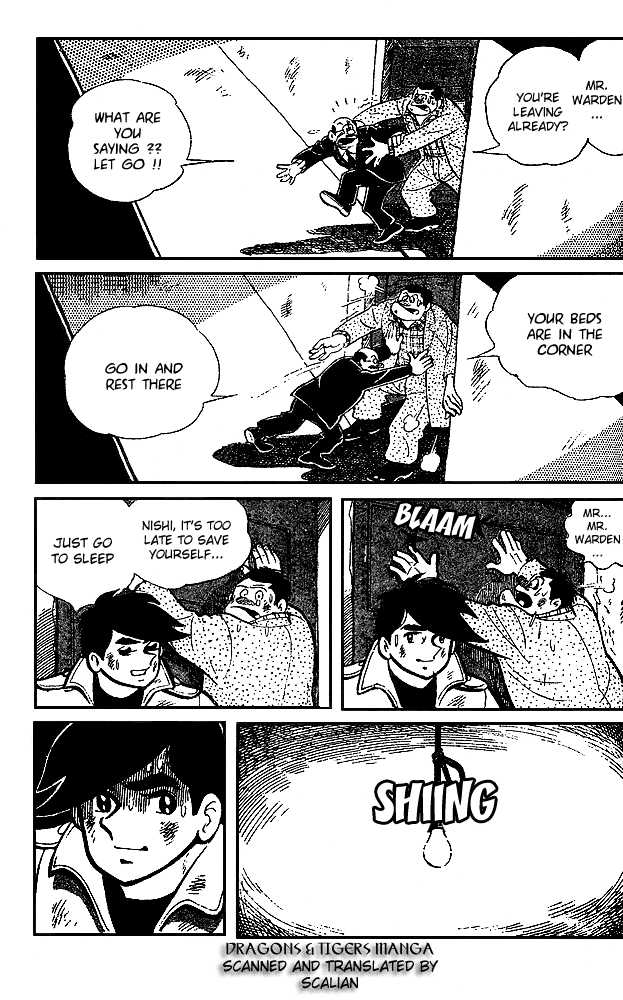 MR.
WARDEN
...
YOU'RE
LEAVING
ALREADY?
WHAT ARE
YOU
SAYING ??
LET GO !!
YOUR BEDS
ARE IN THE
CORNER
GO IN AND
REST THERE
MR...
MR.
WARDEN
...
BLAAM
NISHI, IT'S TOO
LATE TO SAVE
YOURSELF...
JUST GO
TO SLEEP
SHIING
DRAGONS & TIGERS MANGA
SCANNED AND TRANSLATED BY
SCALIAN